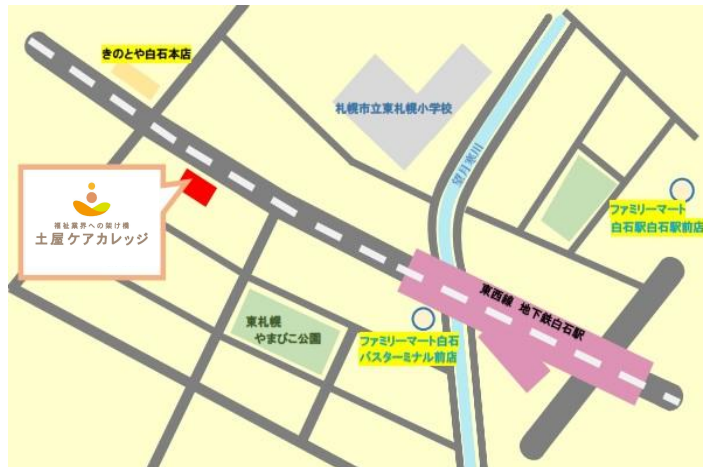 きのとや白石本店
札幌市立東札幌小学校
望月寒川
福祉業界への架け橋
土屋ケアカレッジ
ファミリーマート
白石駅白石駅前店
東西線 地下鉄白石駅
東札幌
やまびこ公園
ファミリーマート白石
バスターミナル前店